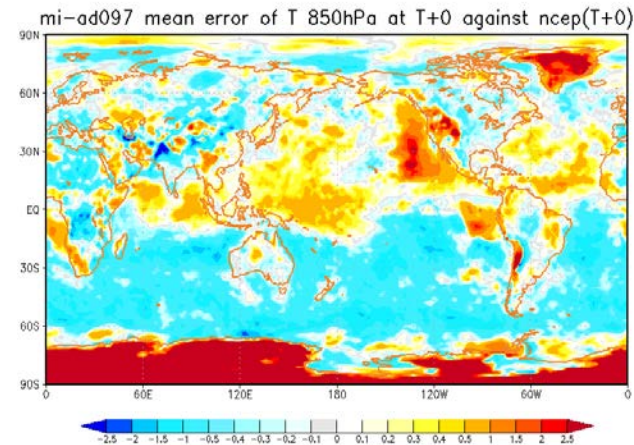 mi-ad097 mean error of T 850hPa at T+0 against ncep(T+0)
90N
60N
30N
EQ
30S
60S
90S
0 60E 120E 180 120W 60W 0
-2.5 -2 -1.5 -1 -0.5 -0.4 -0.3 -0.2 -0.1 0 0.1 0.2 0.3 0.4 0.5 1 1.5 2 2.5